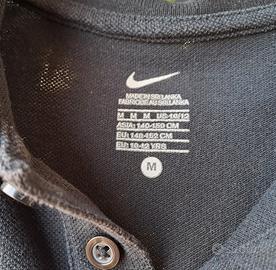 MADE IN SRI LANKA
FABRIQUÉ AU SRI LANKA
M M M US:10/12
ASIA: 140-150 CM
EU: 140-152 CM
EU: 10-12 YRS
M